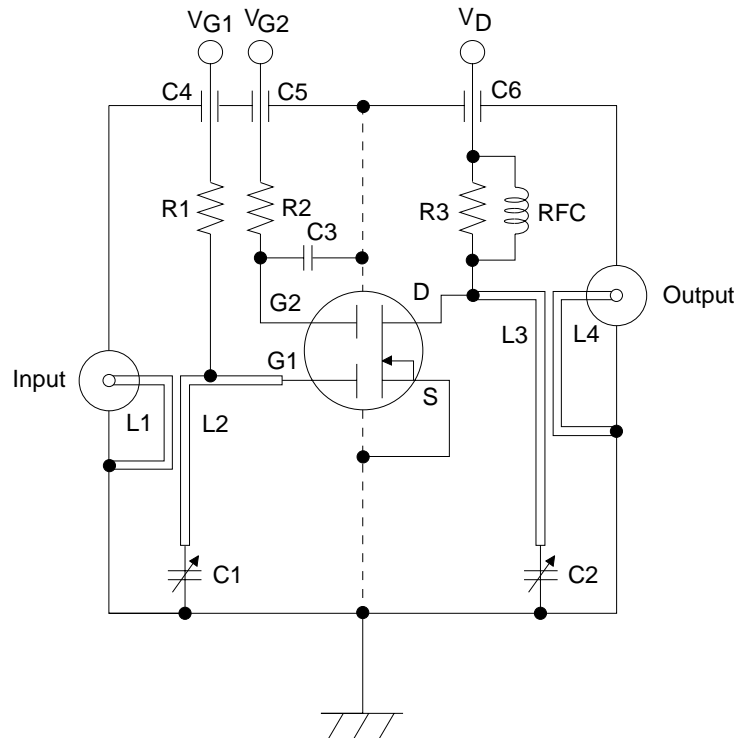 VG1 VG2 VD
C4 C5 C6
R1 R2 R3 RFC
C3
G2 D
Output
L3 L4
G1
Input
S
L1 L2
C1 C2